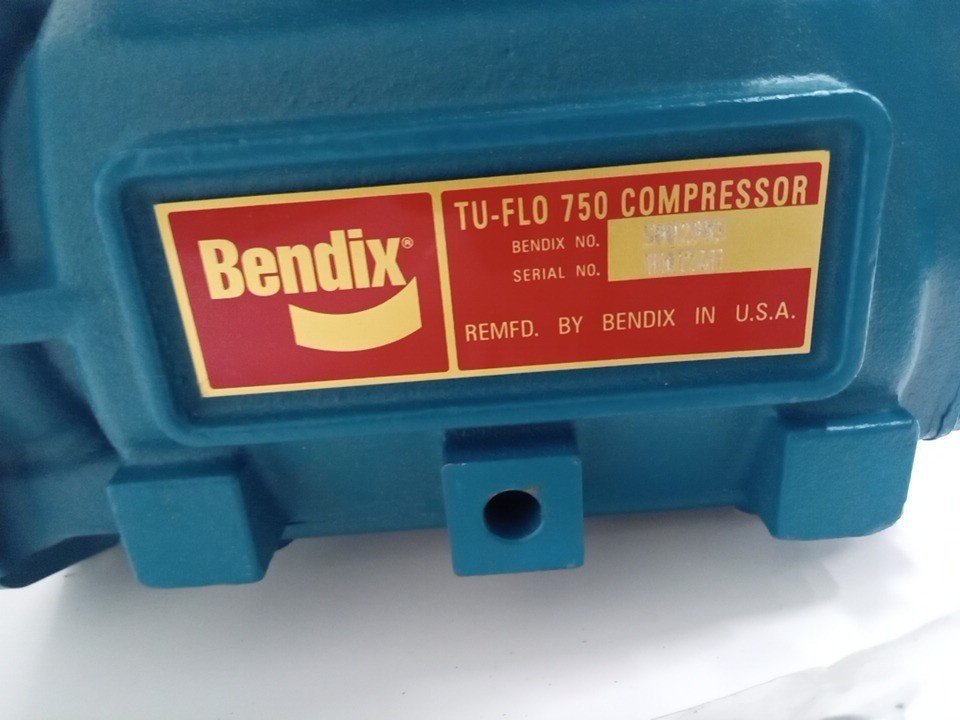 Bendix®
TU-FLO 750 COMPRESSOR
BENDIX NO.
SERIAL NO.
REMFD. BY BENDIX IN U.S.A.